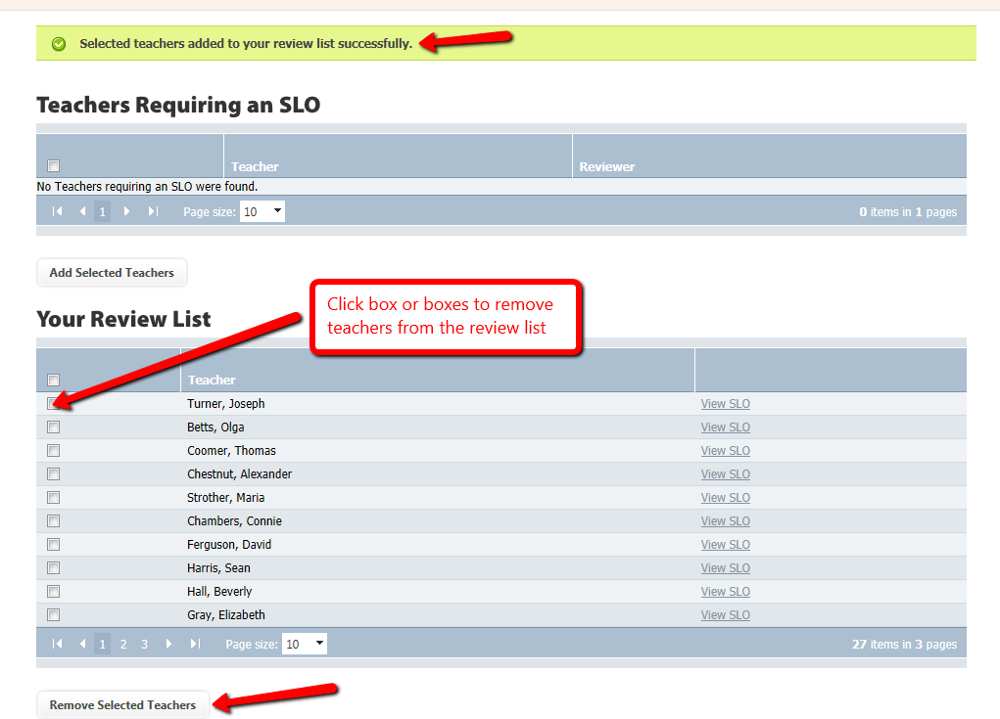 Selected teachers added to your review list successfully.
Teachers Requiring an SLO
Teacher Reviewer
No Teachers requiring an SLO were found.
1 Page size: 10 0 items in 1 pages
Add Selected Teachers
Click box or boxes to remove
teachers from the review list
Your Review List
Teacher
Turner, Joseph View SLO
Betts, Olga View SLO
Coomer, Thomas View SLO
Chestnut, Alexander View SLO
Strother, Maria View SLO
Chambers, Connie View SLO
Ferguson, David View SLO
Harris, Sean View SLO
Hall, Beverly View SLO
Gray, Elizabeth View SLO
1 2 3 Page size: 10 27 items in 3 pages
Remove Selected Teachers